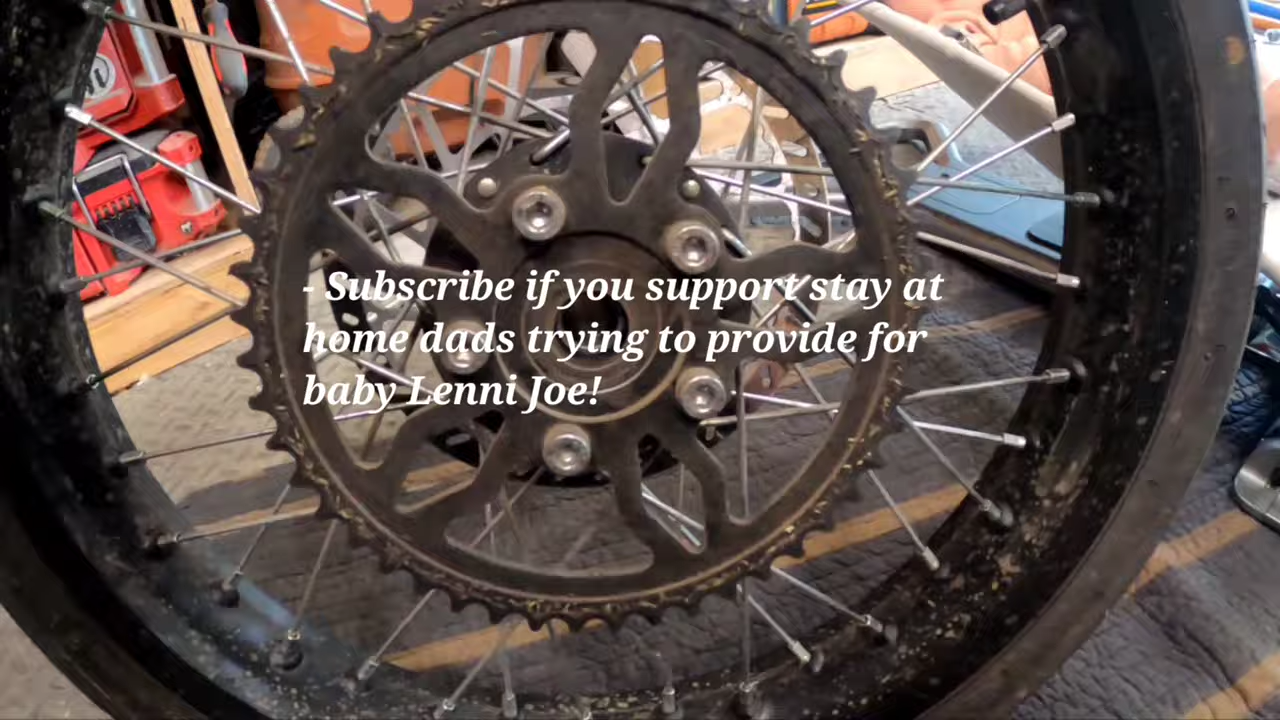 - Subscribe if you support stay at
home dads trying to provide for
baby Lenni Joe!